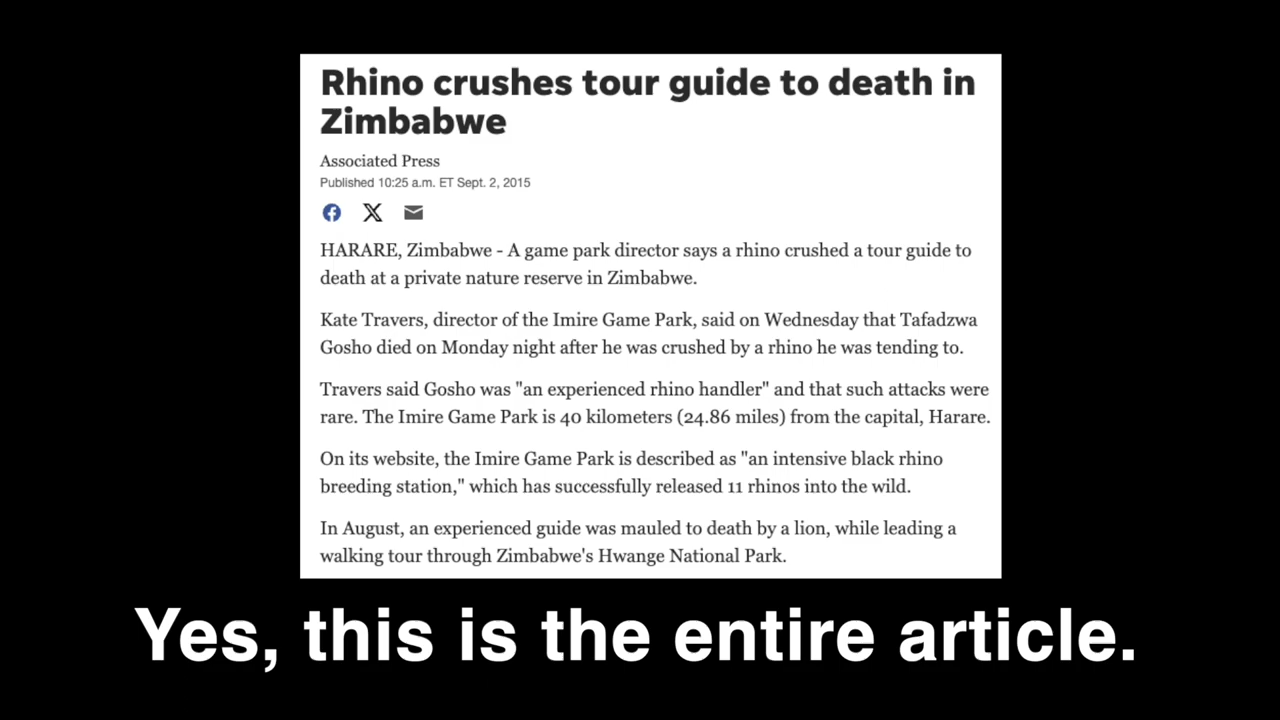 Rhino crushes tour guide to death in
Zimbabwe
Associated Press
Published 10:25 a.m. ET Sept. 2, 2015
HARARE, Zimbabwe - A game park director says a rhino crushed a tour guide to
death at a private nature reserve in Zimbabwe.
Kate Travers, director of the Imire Game Park, said on Wednesday that Tafadzwa
Gosho died on Monday night after he was crushed by a rhino he was tending to.
Travers said Gosho was "an experienced rhino handler" and that such attacks were
rare. The Imire Game Park is 40 kilometers (24.86 miles) from the capital, Harare.
On its website, the Imire Game Park is described as "an intensive black rhino
breeding station," which has successfully released 11 rhinos into the wild.
In August, an experienced guide was mauled to death by a lion, while leading a
walking tour through Zimbabwe's Hwange National Park.
Yes, this is the entire article.